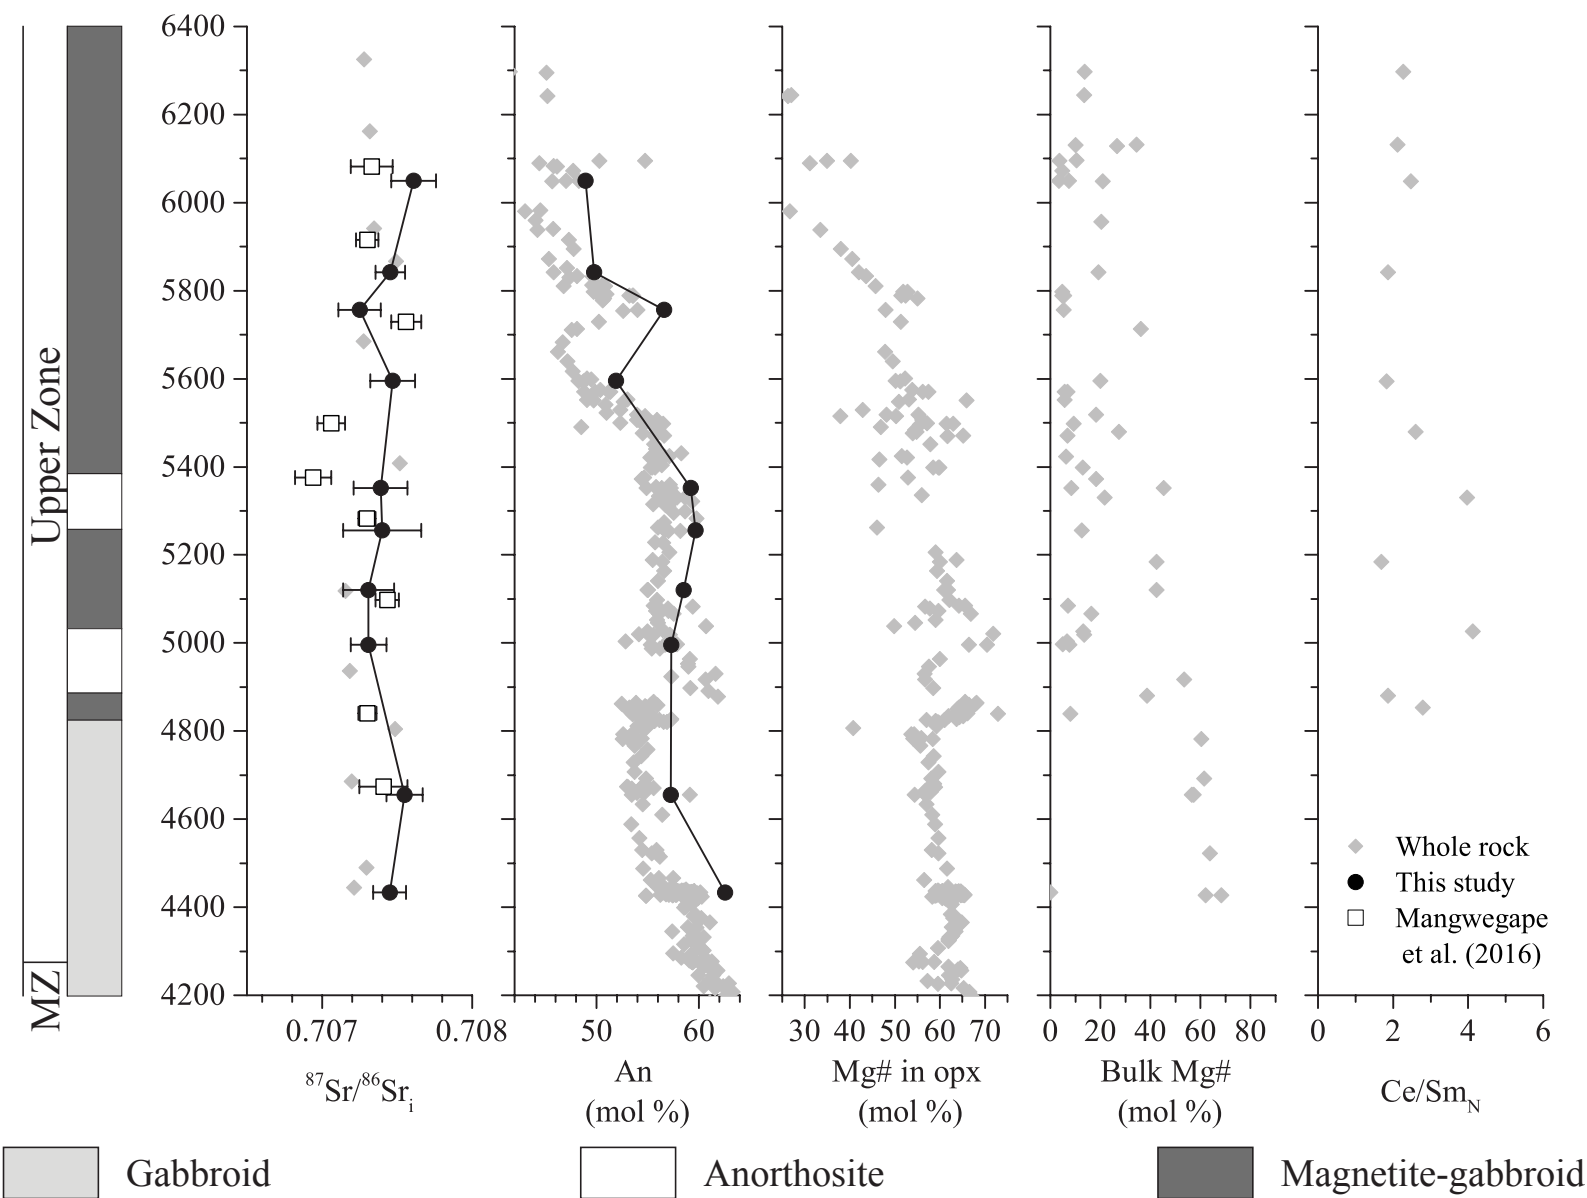 6400
6200
6000
5800
5600
5400
5200
5000
4800
4600
4400
4200
Upper Zone
MZ
0.707 0.708
50 60
30 40 50 60 70
0 20 40 60 80
0 2 4 6
87Sr/86Sri
An
(mol %)
Mg# in opx
(mol %)
Bulk Mg#
(mol %)
Ce/SmN
Whole rock
This study
Mangwegape
et al. (2016)
Gabbroid
Anorthosite
Magnetite-gabbroid